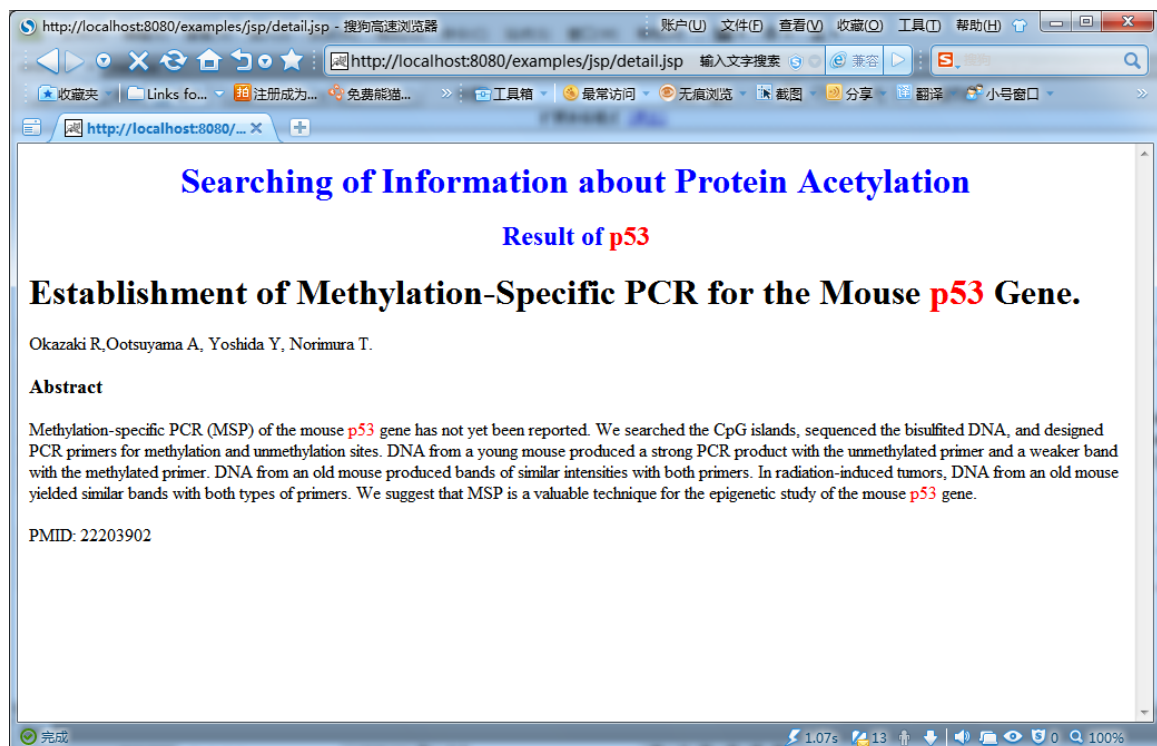 http://localhost:8080/examples/jsp/detail.jsp - 搜狗高速浏览器 账户(U) 文件(F) 查看(V) 收藏(O) 工具(T) 帮助(H)
http://localhost:8080/examples/jsp/detail.jsp 输入文字搜索 兼容
收藏夹 Links fo... 注册成为... 免费熊猫... » 工具箱 最常访问 无痕浏览 截图 分享 翻译 小号窗口 »
http://localhost:8080/...
Searching of Information about Protein Acetylation
Result of p53
Establishment of Methylation-Specific PCR for the Mouse p53 Gene.
Okazaki R,Ootsuyama A, Yoshida Y, Norimura T.
Abstract
Methylation-specific PCR (MSP) of the mouse p53 gene has not yet been reported. We searched the CpG islands, sequenced the bisulfited DNA, and designed
PCR primers for methylation and unmethylation sites. DNA from a young mouse produced a strong PCR product with the unmethylated primer and a weaker band
with the methylated primer. DNA from an old mouse produced bands of similar intensities with both primers. In radiation-induced tumors, DNA from an old mouse
yielded similar bands with both types of primers. We suggest that MSP is a valuable technique for the epigenetic study of the mouse p53 gene.
PMID: 22203902
完成 1.07s 13 0 100%